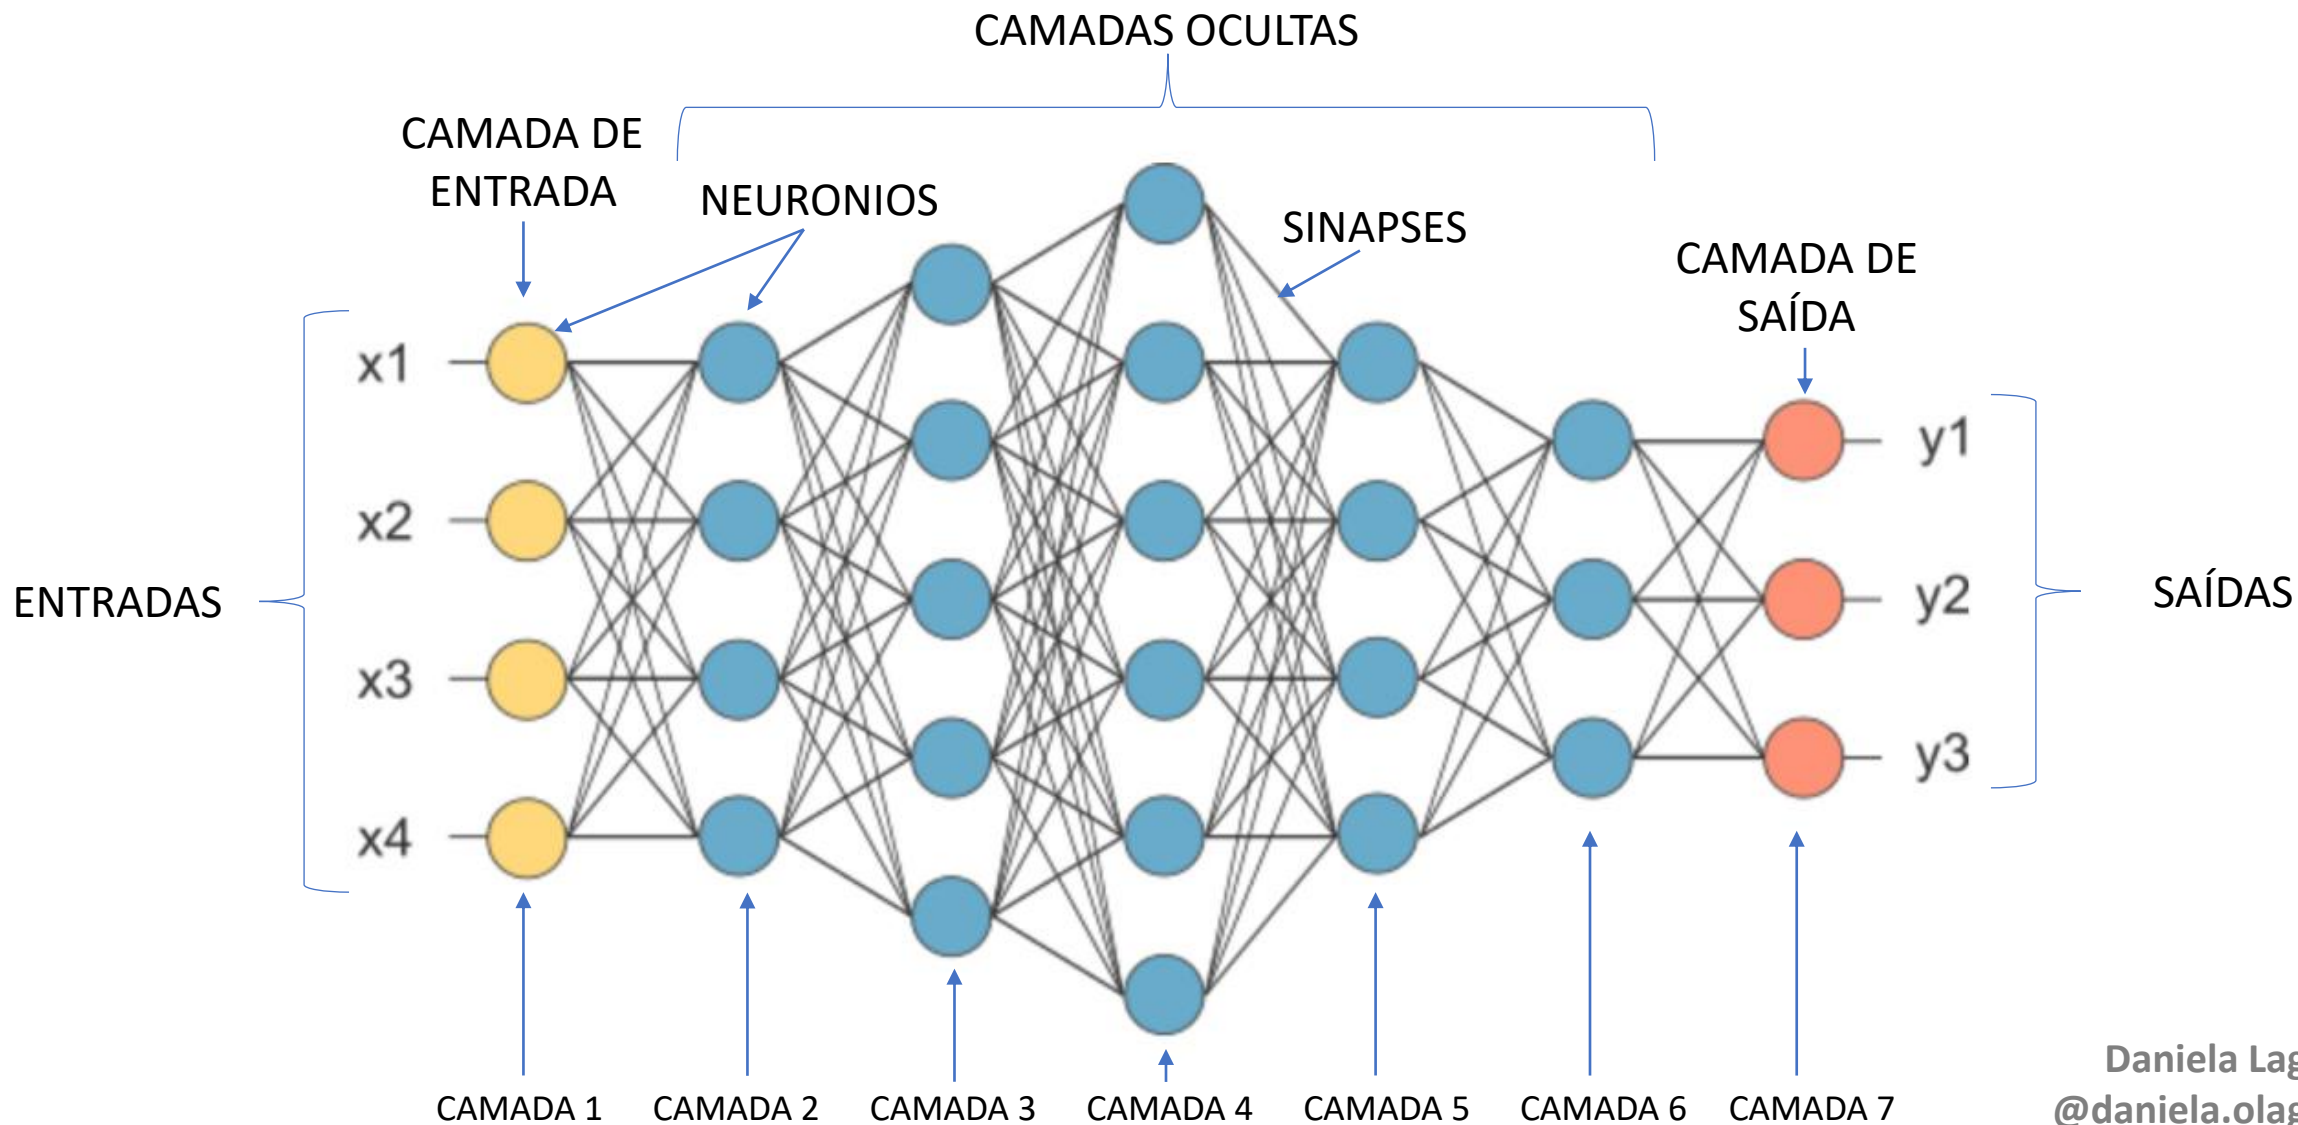 CAMADAS OCULTAS
CAMADA DE
ENTRADA
NEURONIOS
SINAPSES
CAMADA DE
SAÍDA
x1
x2
x3
x4
ENTRADAS
y1
y2
y3
SAÍDAS
CAMADA 1
CAMADA 2
CAMADA 3
CAMADA 4
CAMADA 5
CAMADA 6
CAMADA 7
Daniela